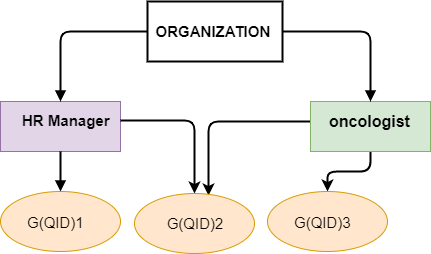 ORGANIZATION
HR Manager
oncologist
G(QID)1
G(QID)2
G(QID)3